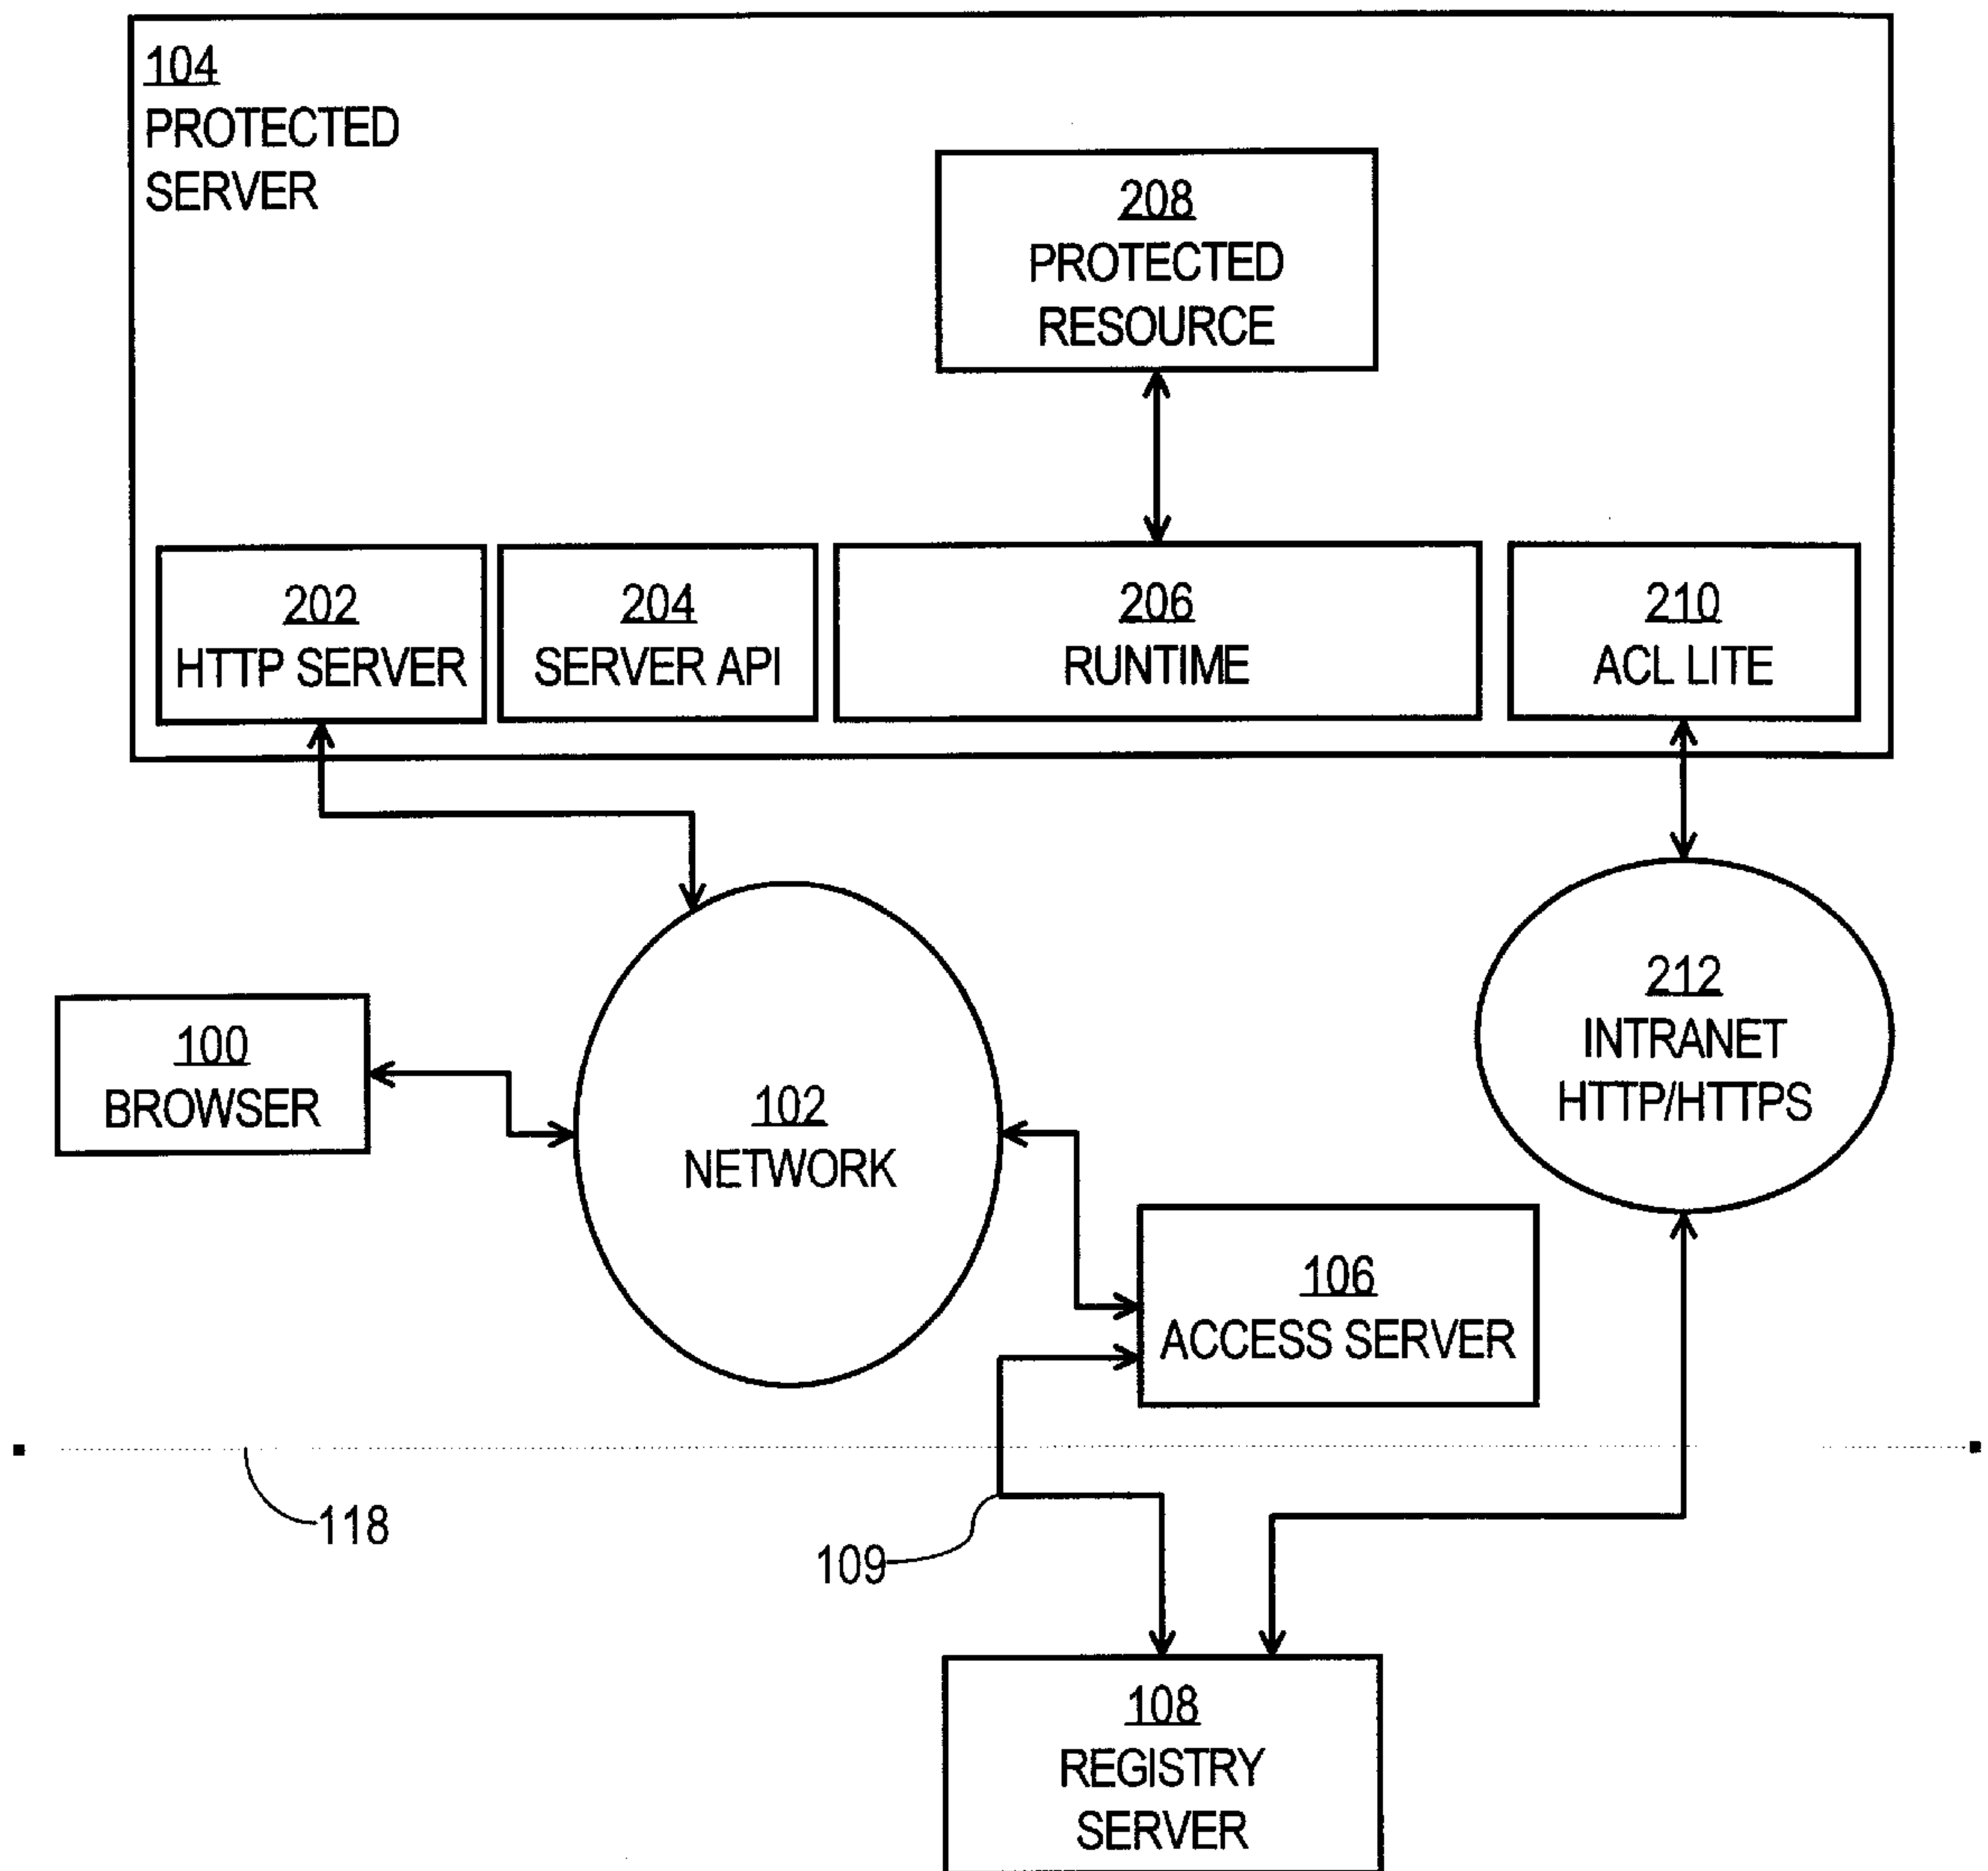 104
PROTECTED
SERVER
208
PROTECTED
RESOURCE
202
HTTP SERVER
204
SERVER API
206
RUNTIME
210
ACL LITE
100
BROWSER
102
NETWORK
212
INTRANET
HTTP/HTTPS
106
ACCESS SERVER
118
109
108
REGISTRY
SERVER